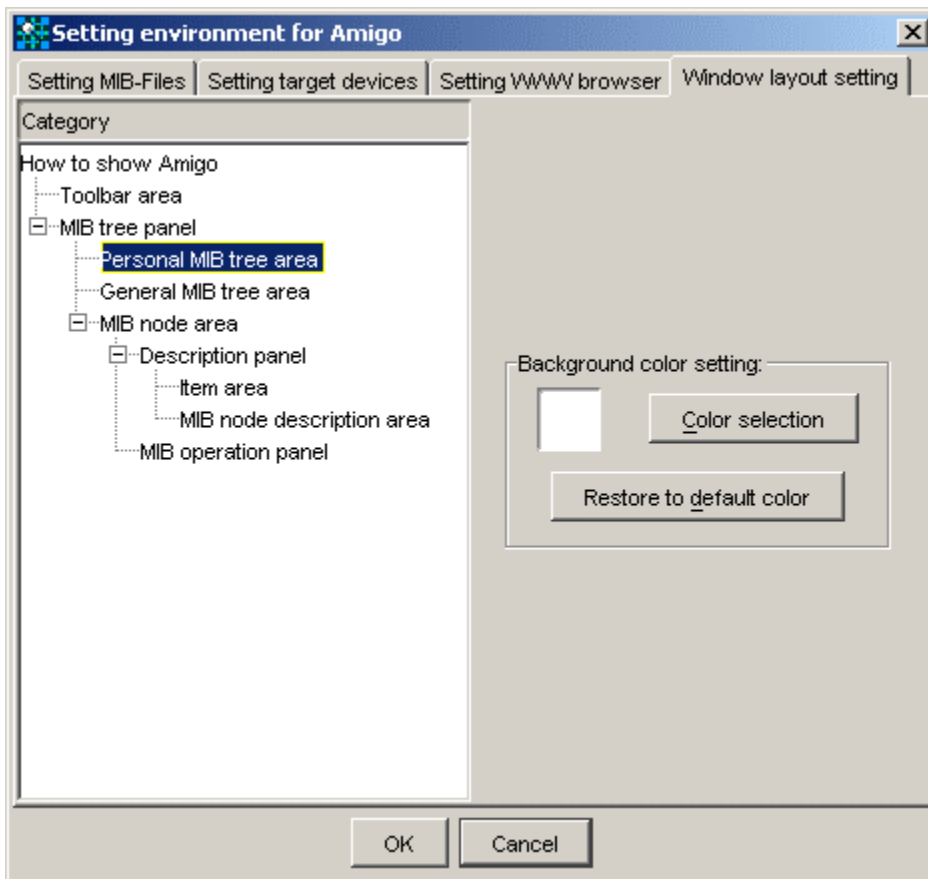 Setting environment for Amigo
Setting MIB-Files Setting target devices Setting WWW browser Window layout setting
Category
How to show Amigo
Toolbar area
MIB tree panel
Personal MIB tree area
General MIB tree area
MIB node area
Description panel
Item area
MIB node description area
MIB operation panel
Background color setting:
Color selection
Restore to default color
OK Cancel